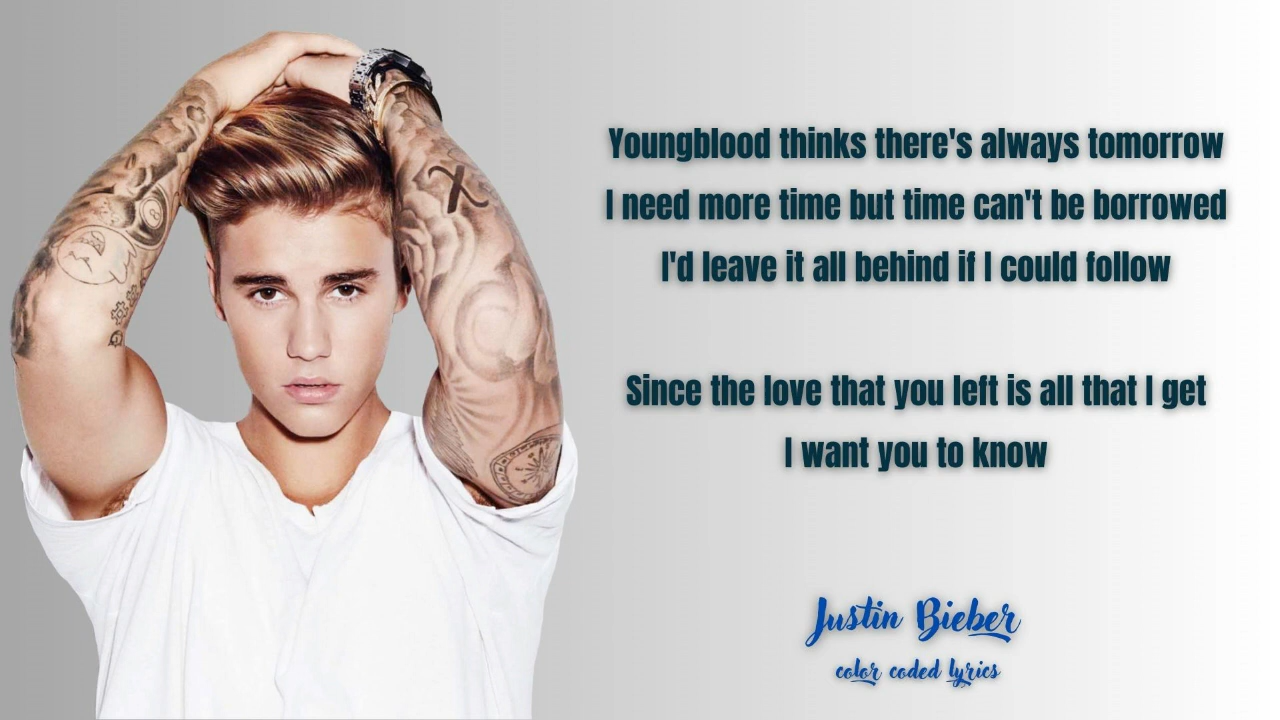 Youngblood thinks there's always tomorrow
I need more time but time can't be borrowed
I'd leave it all behind if I could follow
Since the love that you left is all that I get
I want you to know
Justin Bieber
color coded lyrics